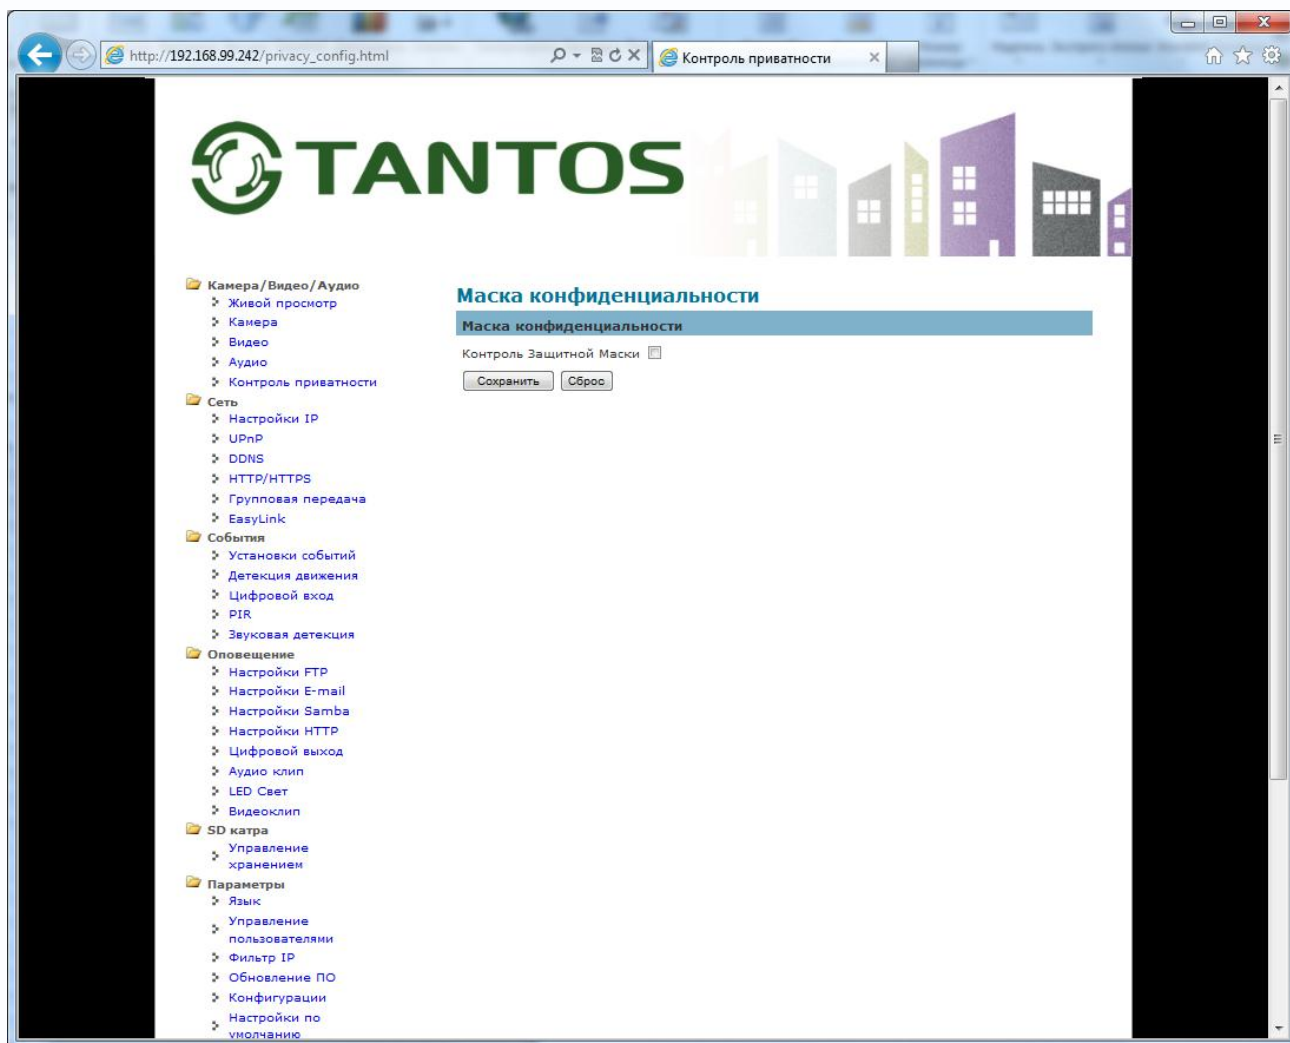 http://192.168.99.242/privacy_config.html
Контроль приватности
TANTOS
Камера/Видео/Аудио
Живой просмотр
Камера
Видео
Аудио
Контроль приватности
Сеть
Настройки IP
UPnP
DDNS
HTTP/HTTPS
Групповая передача
EasyLink
События
Установки событий
Детекция движения
Цифровой вход
PIR
Звуковая детекция
Оповещение
Настройки FTP
Настройки E-mail
Настройки Samba
Настройки HTTP
Цифровой выход
Аудио клип
LED Свет
Видеоклип
SD катра
Управление
хранением
Параметры
Язык
Управление
пользователями
Фильтр IP
Обновление ПО
Конфигурации
Настройки по
умолчанию
Маска конфиденциальности
Маска конфиденциальности
Контроль Защитной Маски
Сохранить Сброс